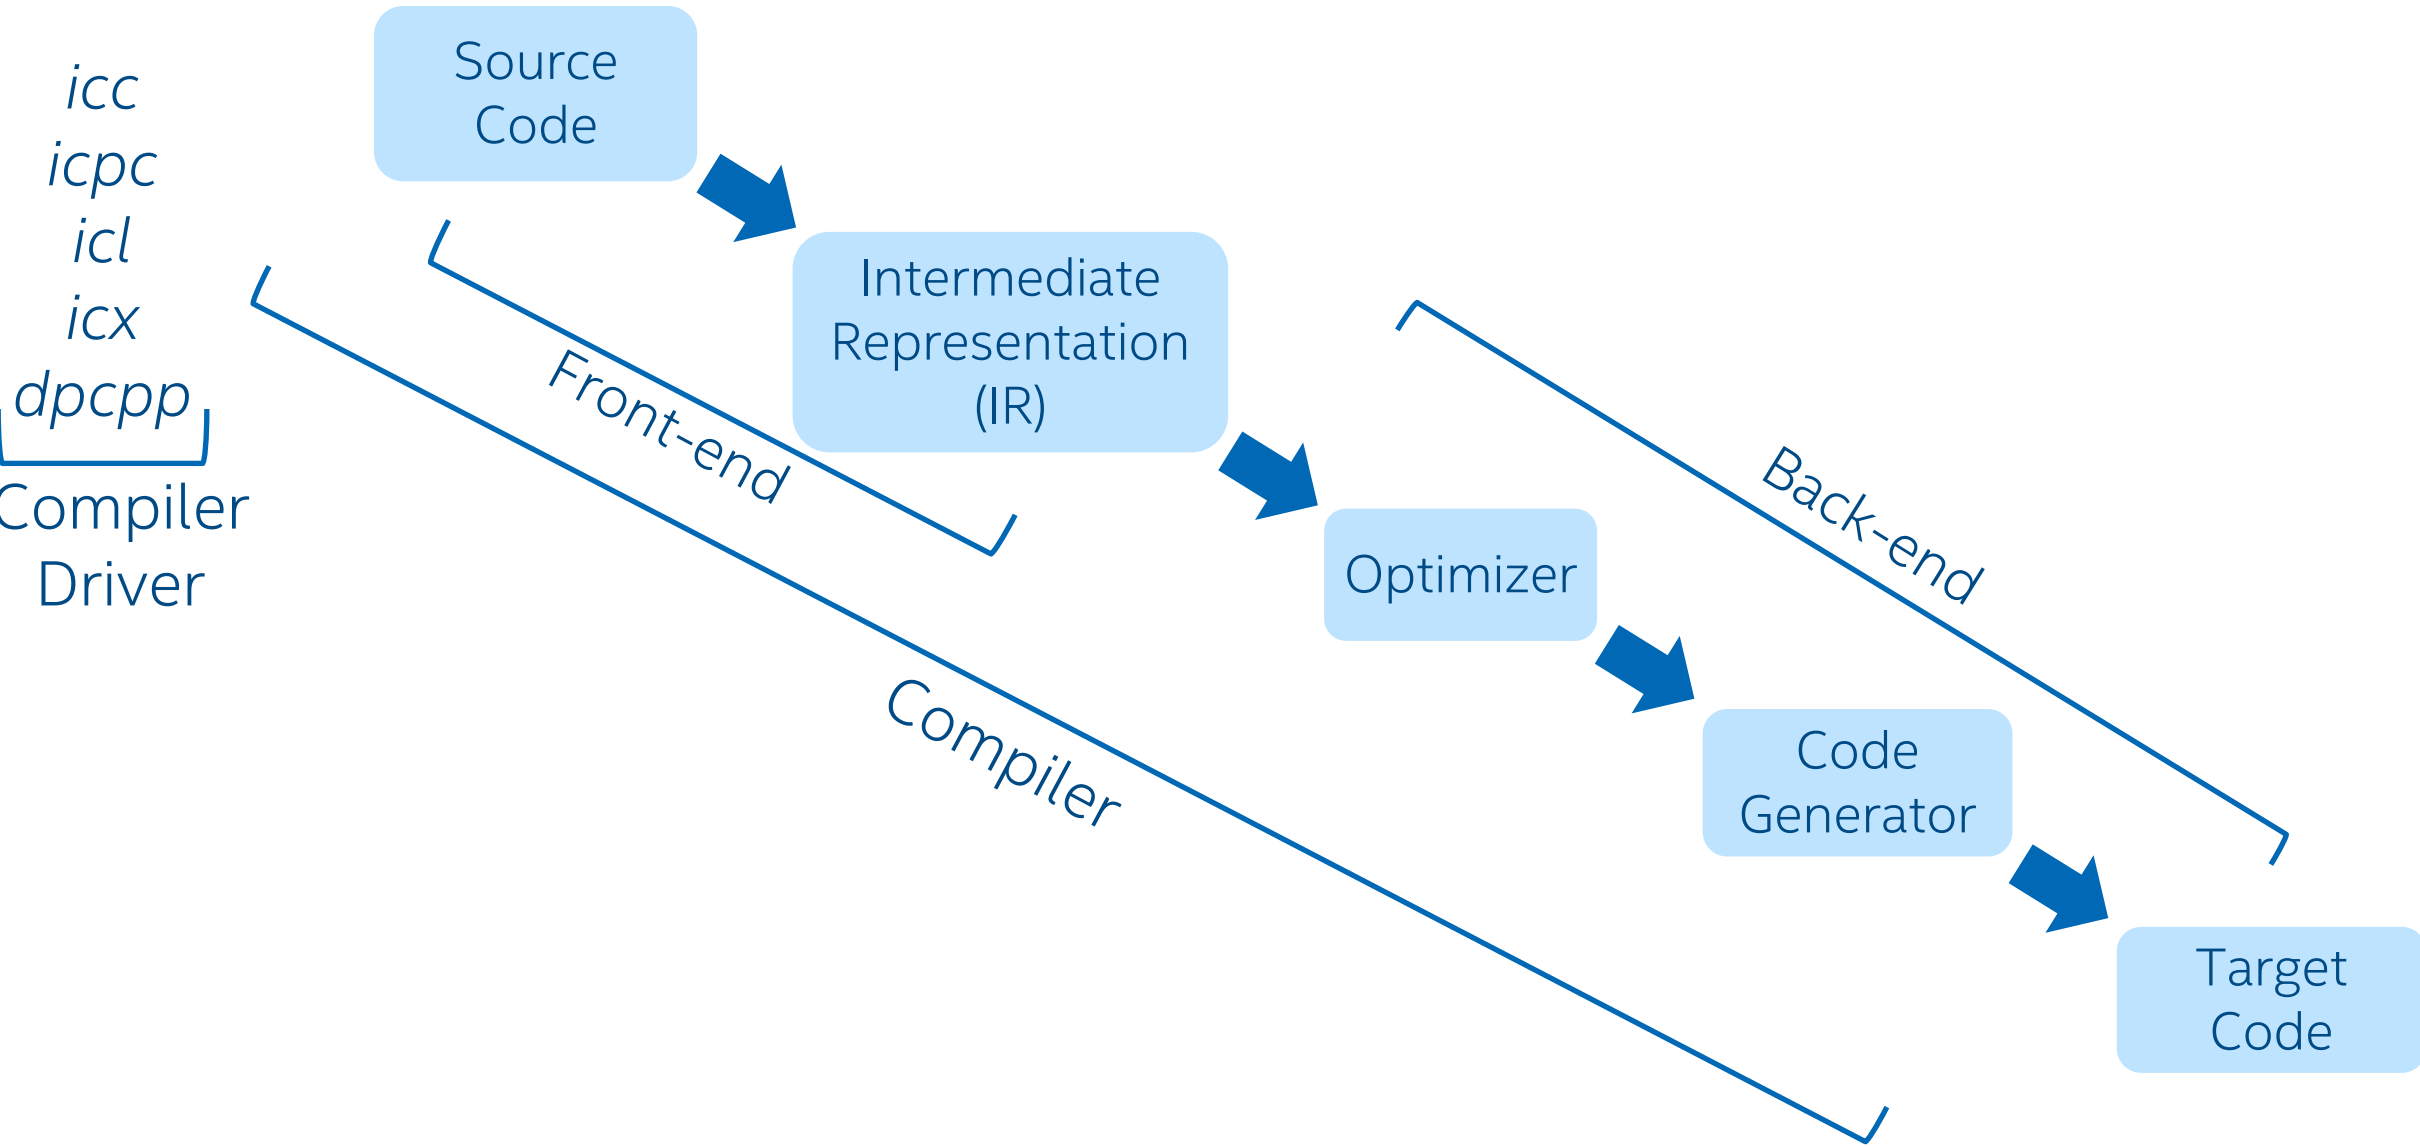 icc
icpc
icl
icx
dpcpp
Compiler
Driver
Source
Code
Intermediate
Representation
(IR)
Front-end
Optimizer
Back-end
Code
Generator
Compiler
Target
Code